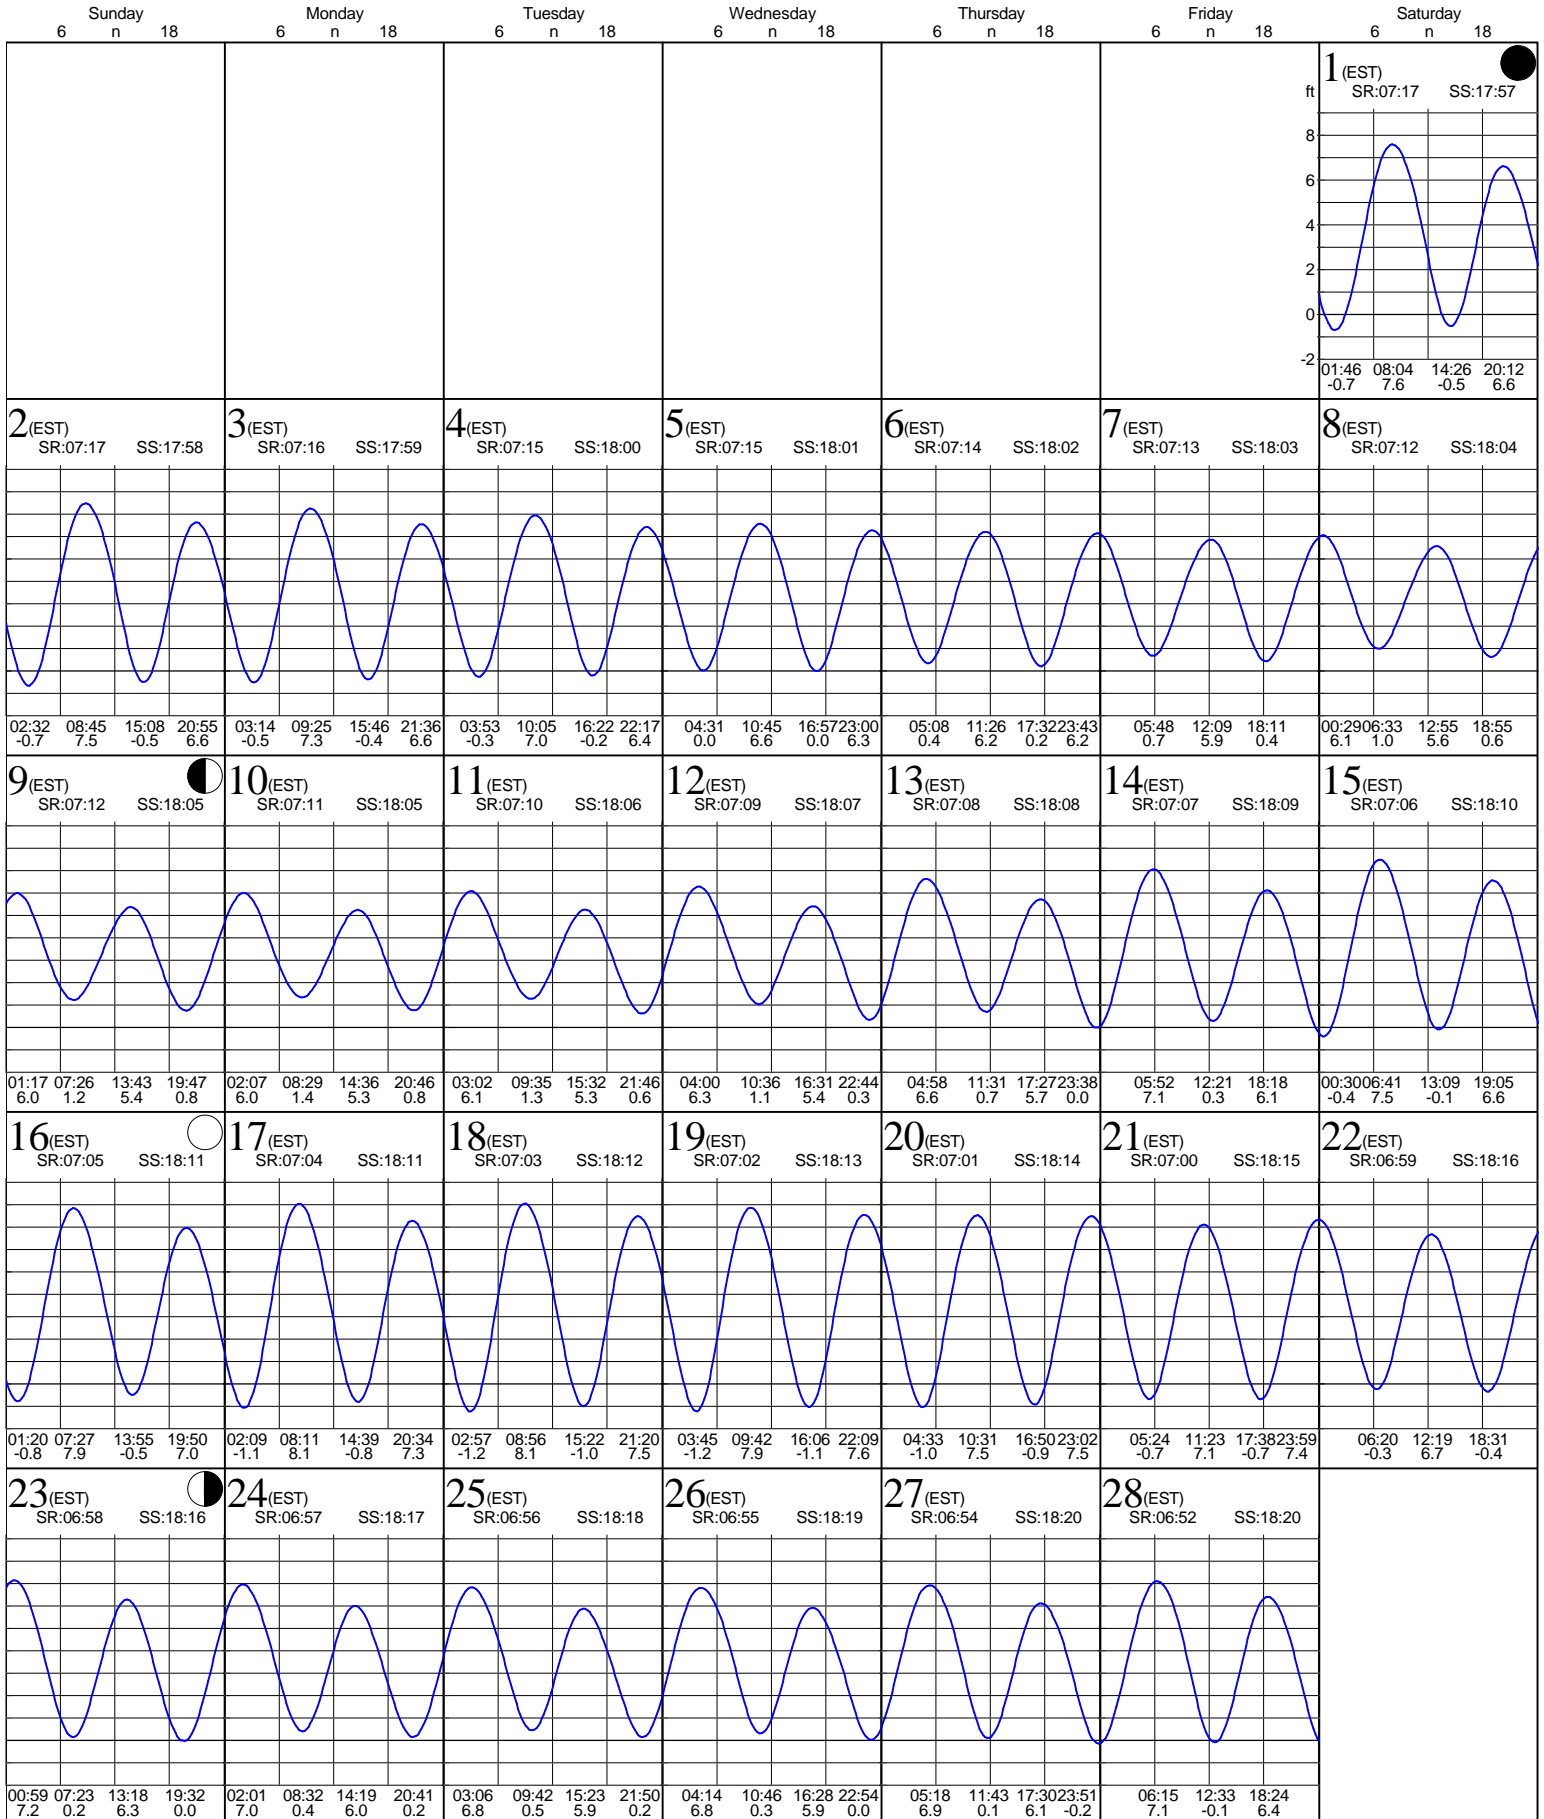 Sunday Monday Tuesday Wednesday Thursday Friday Saturday
6 n 18 6 n 18 6 n 18 6 n 18 6 n 18 6 n 18 6 n 18
1(EST)
ft SR:07:17 SS:17:57
8
6
4
2
0
-2
01:46 08:04 14:26 20:12
-0.7 7.6 -0.5 6.6
2(EST) 3(EST) 4(EST) 5(EST) 6(EST) 7(EST) 8(EST)
SR:07:17 SS:17:58 SR:07:16 SS:17:59 SR:07:15 SS:18:00 SR:07:15 SS:18:01 SR:07:14 SS:18:02 SR:07:13 SS:18:03 SR:07:12 SS:18:04
02:32 08:45 15:08 20:55 03:14 09:25 15:46 21:36 03:53 10:05 16:22 22:17 04:31 10:45 16:57 23:00 05:08 11:26 17:32 23:43 05:48 12:09 18:11 00:29 06:33 12:55 18:55
-0.7 7.5 -0.5 6.6 -0.5 7.3 -0.4 6.6 -0.3 7.0 -0.2 6.4 0.0 6.6 0.0 6.3 0.4 6.2 0.2 6.2 0.7 5.9 0.4 6.1 1.0 5.6 0.6
9(EST) 10(EST) 11(EST) 12(EST) 13(EST) 14(EST) 15(EST)
SR:07:12 SS:18:05 SR:07:11 SS:18:05 SR:07:10 SS:18:06 SR:07:09 SS:18:07 SR:07:08 SS:18:08 SR:07:07 SS:18:09 SR:07:06 SS:18:10
01:17 07:26 13:43 19:47 02:07 08:29 14:36 20:46 03:02 09:35 15:32 21:46 04:00 10:36 16:31 22:44 04:58 11:31 17:27 23:38 05:52 12:21 18:18 00:30 06:41 13:09 19:05
6.0 1.2 5.4 0.8 6.0 1.4 5.3 0.8 6.1 1.3 5.3 0.6 6.3 1.1 5.4 0.3 6.6 0.7 5.7 0.0 7.1 0.3 6.1 -0.4 7.5 -0.1 6.6
16(EST) 17(EST) 18(EST) 19(EST) 20(EST) 21(EST) 22(EST)
SR:07:05 SS:18:11 SR:07:04 SS:18:11 SR:07:03 SS:18:12 SR:07:02 SS:18:13 SR:07:01 SS:18:14 SR:07:00 SS:18:15 SR:06:59 SS:18:16
01:20 07:27 13:55 19:50 02:09 08:11 14:39 20:34 02:57 08:56 15:22 21:20 03:45 09:42 16:06 22:09 04:33 10:31 16:50 23:02 05:24 11:23 17:38 23:59 06:20 12:19 18:31
-0.8 7.9 -0.5 7.0 -1.1 8.1 -0.8 7.3 -1.2 8.1 -1.0 7.5 -1.2 7.9 -1.1 7.6 -1.0 7.5 -0.9 7.5 -0.7 7.1 -0.7 7.4 -0.3 6.7 -0.4
23(EST) 24(EST) 25(EST) 26(EST) 27(EST) 28(EST)
SR:06:58 SS:18:16 SR:06:57 SS:18:17 SR:06:56 SS:18:18 SR:06:55 SS:18:19 SR:06:54 SS:18:20 SR:06:52 SS:18:20
00:59 07:23 13:18 19:32 02:01 08:32 14:19 20:41 03:06 09:42 15:23 21:50 04:14 10:46 16:28 22:54 05:18 11:43 17:30 23:51 06:15 12:33 18:24
7.2 0.2 6.3 0.0 7.0 0.4 6.0 0.2 6.8 0.5 5.9 0.2 6.8 0.3 5.9 0.0 6.9 0.1 6.1 -0.2 7.1 -0.1 6.4